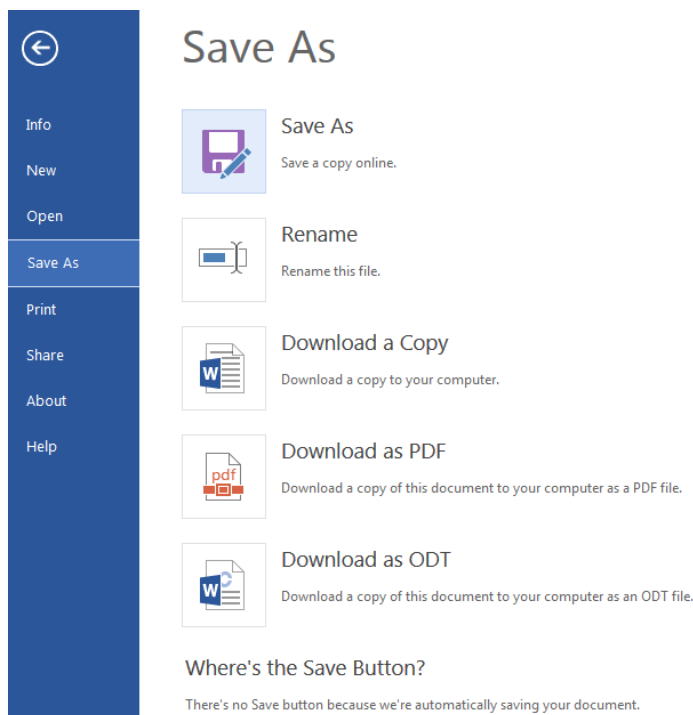 Save As
Info
New
Open
Save As
Print
Share
About
Help
Save As
Save a copy online.
Rename
Rename this file.
W
Download a Copy
Download a copy to your computer.
pdf
Download as PDF
Download a copy of this document to your computer as a PDF file.
W
Download as ODT
Download a copy of this document to your computer as an ODT file.
Where's the Save Button?
There's no Save button because we're automatically saving your document.